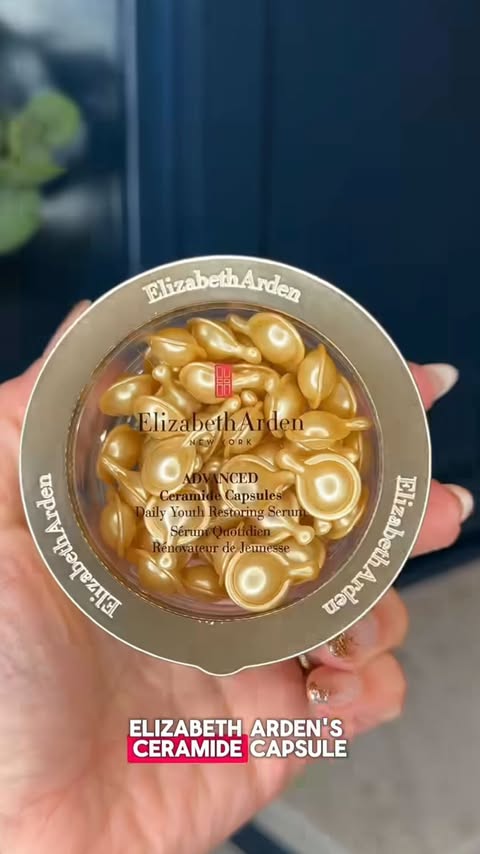 ElizabethArden
ElizabethArden
NEW YORK
ADVANCED
Ceramide Capsules
Daily Youth Restoring Serum
Sérum Quotidien
Rénovateur de Jeunesse
ElizabethArden
ElizabethArden
ELIZABETH ARDEN'S
CERAMIDE CAPSULE